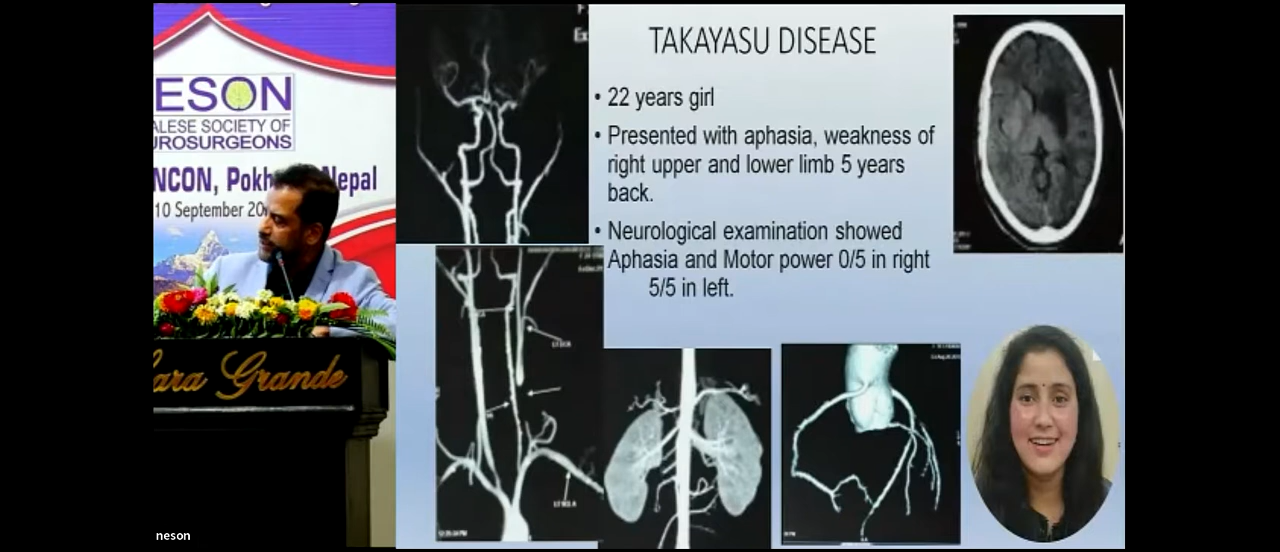 ESON
ALESE SOCIETY OF
UROSURGEONS
NCON, Pokh Nepal
10 September 20
ara Grande
neson
TAKAYASU DISEASE
• 22 years girl
• Presented with aphasia, weakness of
right upper and lower limb 5 years
back.
• Neurological examination showed
Aphasia and Motor power 0/5 in right
5/5 in left.